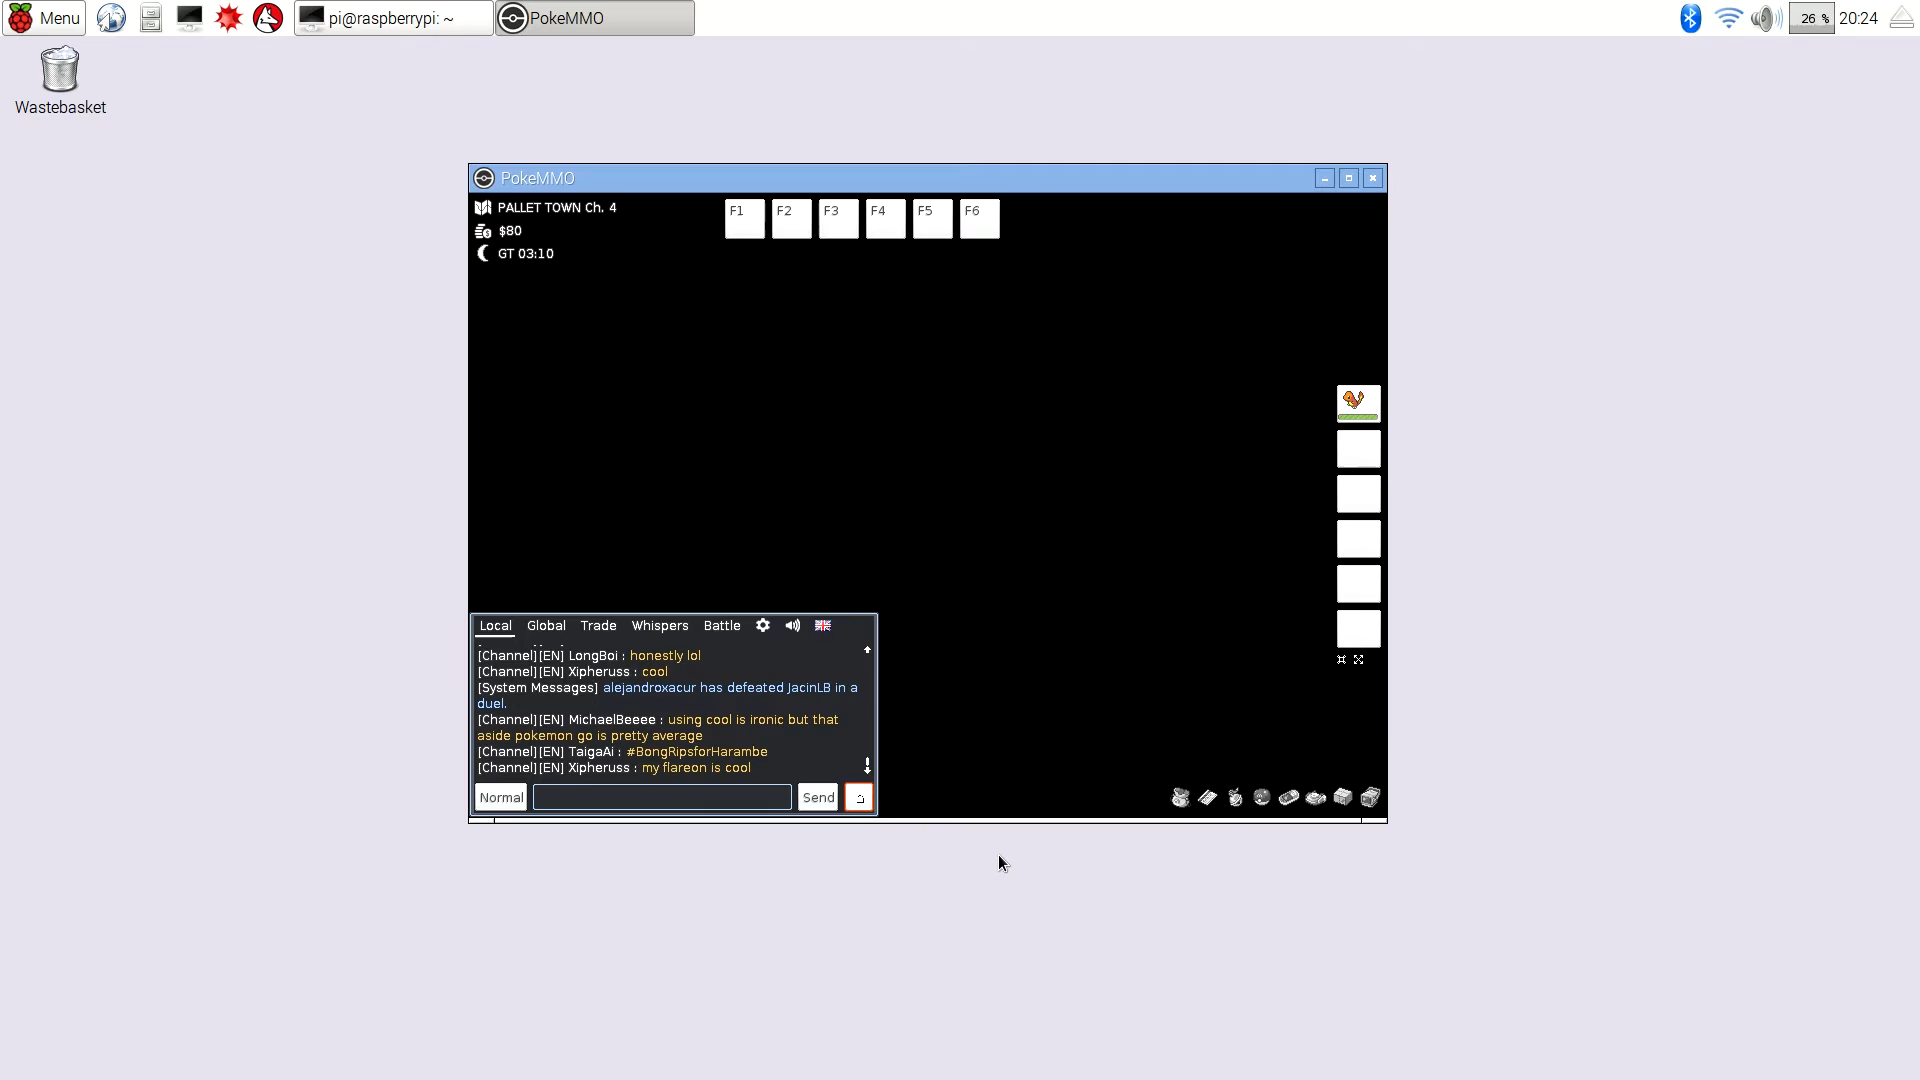 Menu
pi@raspberrypi: ~
PokeMMO
26 %
20:24
Wastebasket
PokeMMO
PALLET TOWN Ch. 4
$80
GT 03:10
F1 F2 F3 F4 F5 F6
Local Global Trade Whispers Battle
[Channel][EN] LongBoi : honestly lol
[Channel][EN] Xipheruss : cool
[System Messages] alejandroxacur has defeated JacinLB in a
duel.
[Channel][EN] MichaelBeeee : using cool is ironic but that
aside pokemon go is pretty average
[Channel][EN] TaigaAi : #BongRipsforHarambe
[Channel][EN] Xipheruss : my flareon is cool
Normal Send